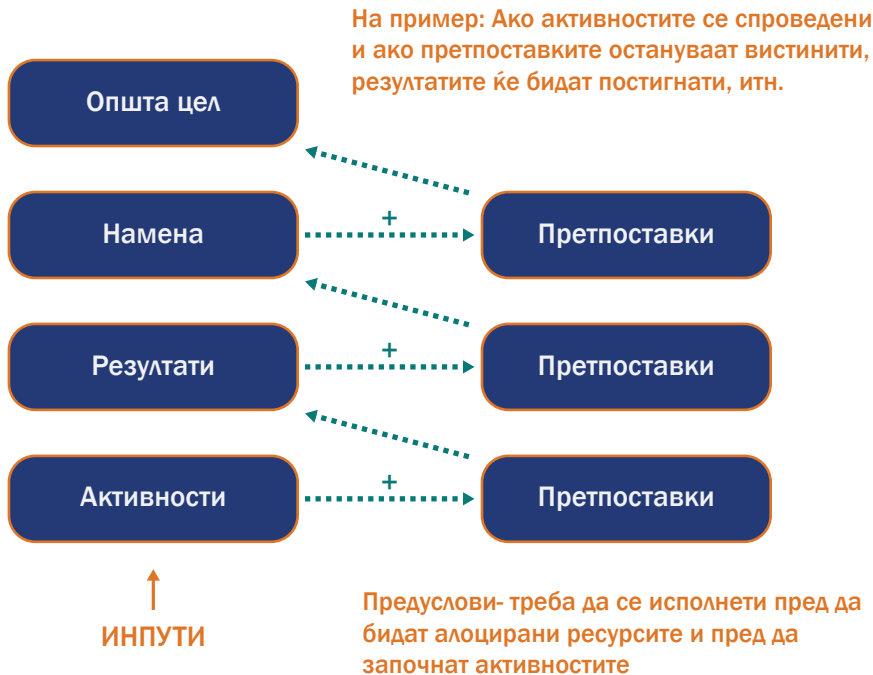 На пример: Ако активностите се спроведени
и ако претпоставките остануваат вистинити,
резултатите ќе бидат постигнати, итн.
Општа цел
Намена
+
Претпоставки
Резултати
+
Претпоставки
Активности
+
Претпоставки
ИНПУТИ
Предуслови- треба да се исполнети пред да
бидат алоцирани ресурсите и пред да
започнат активностите